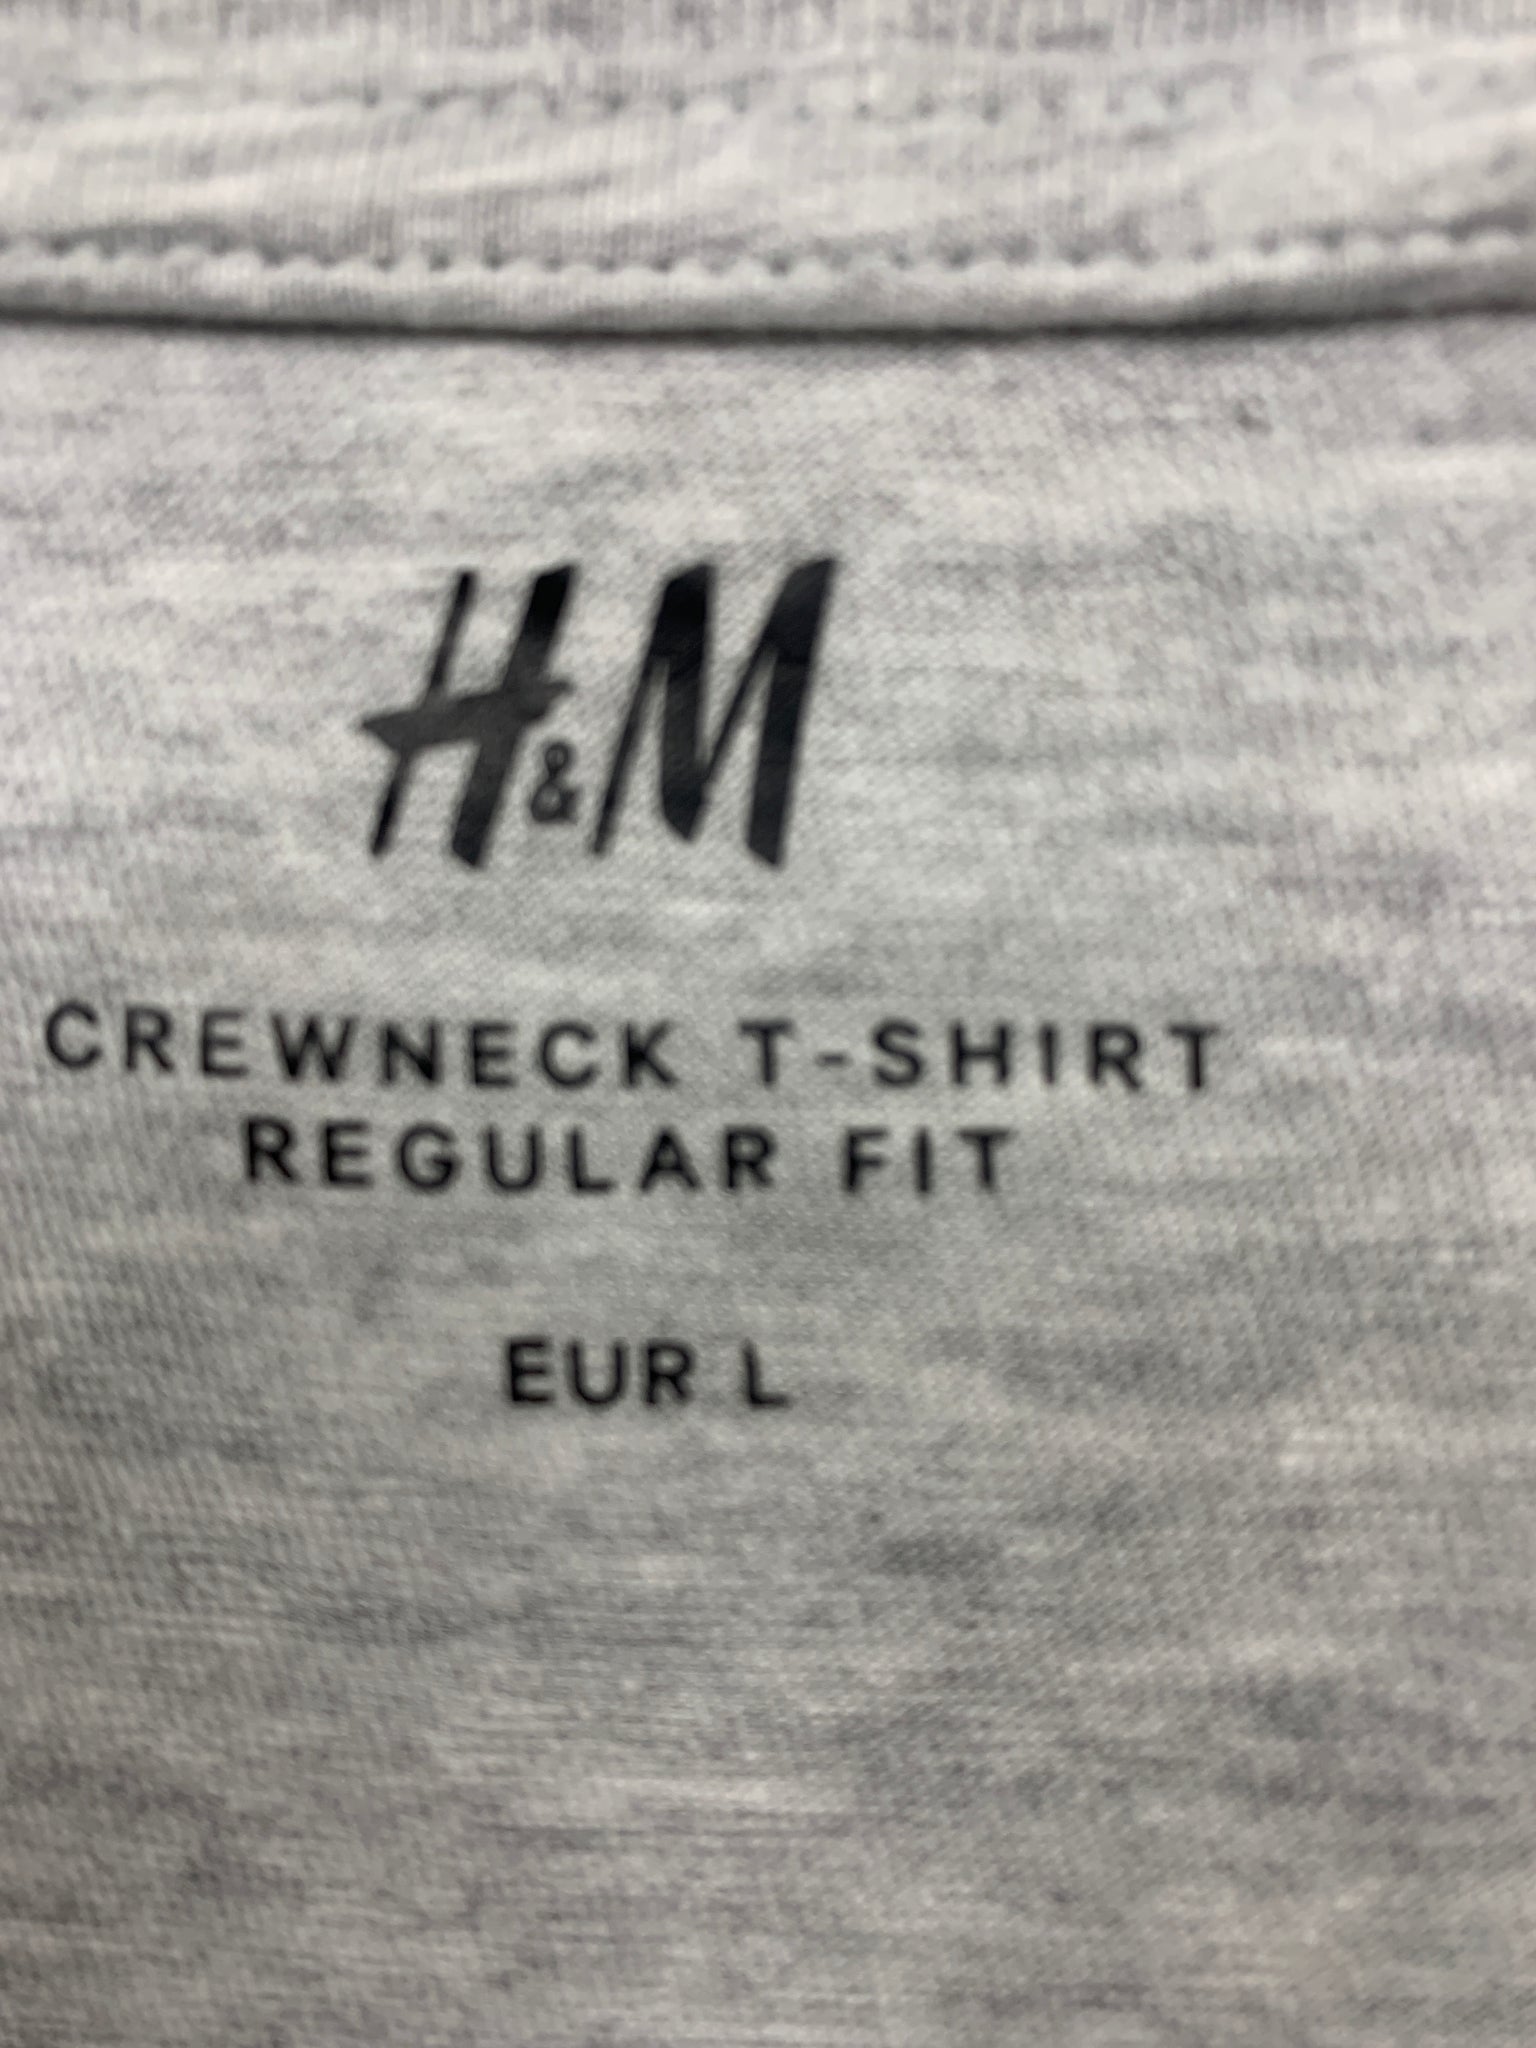 H&M
CREWNECK T-SHIRT
REGULAR FIT
EUR L